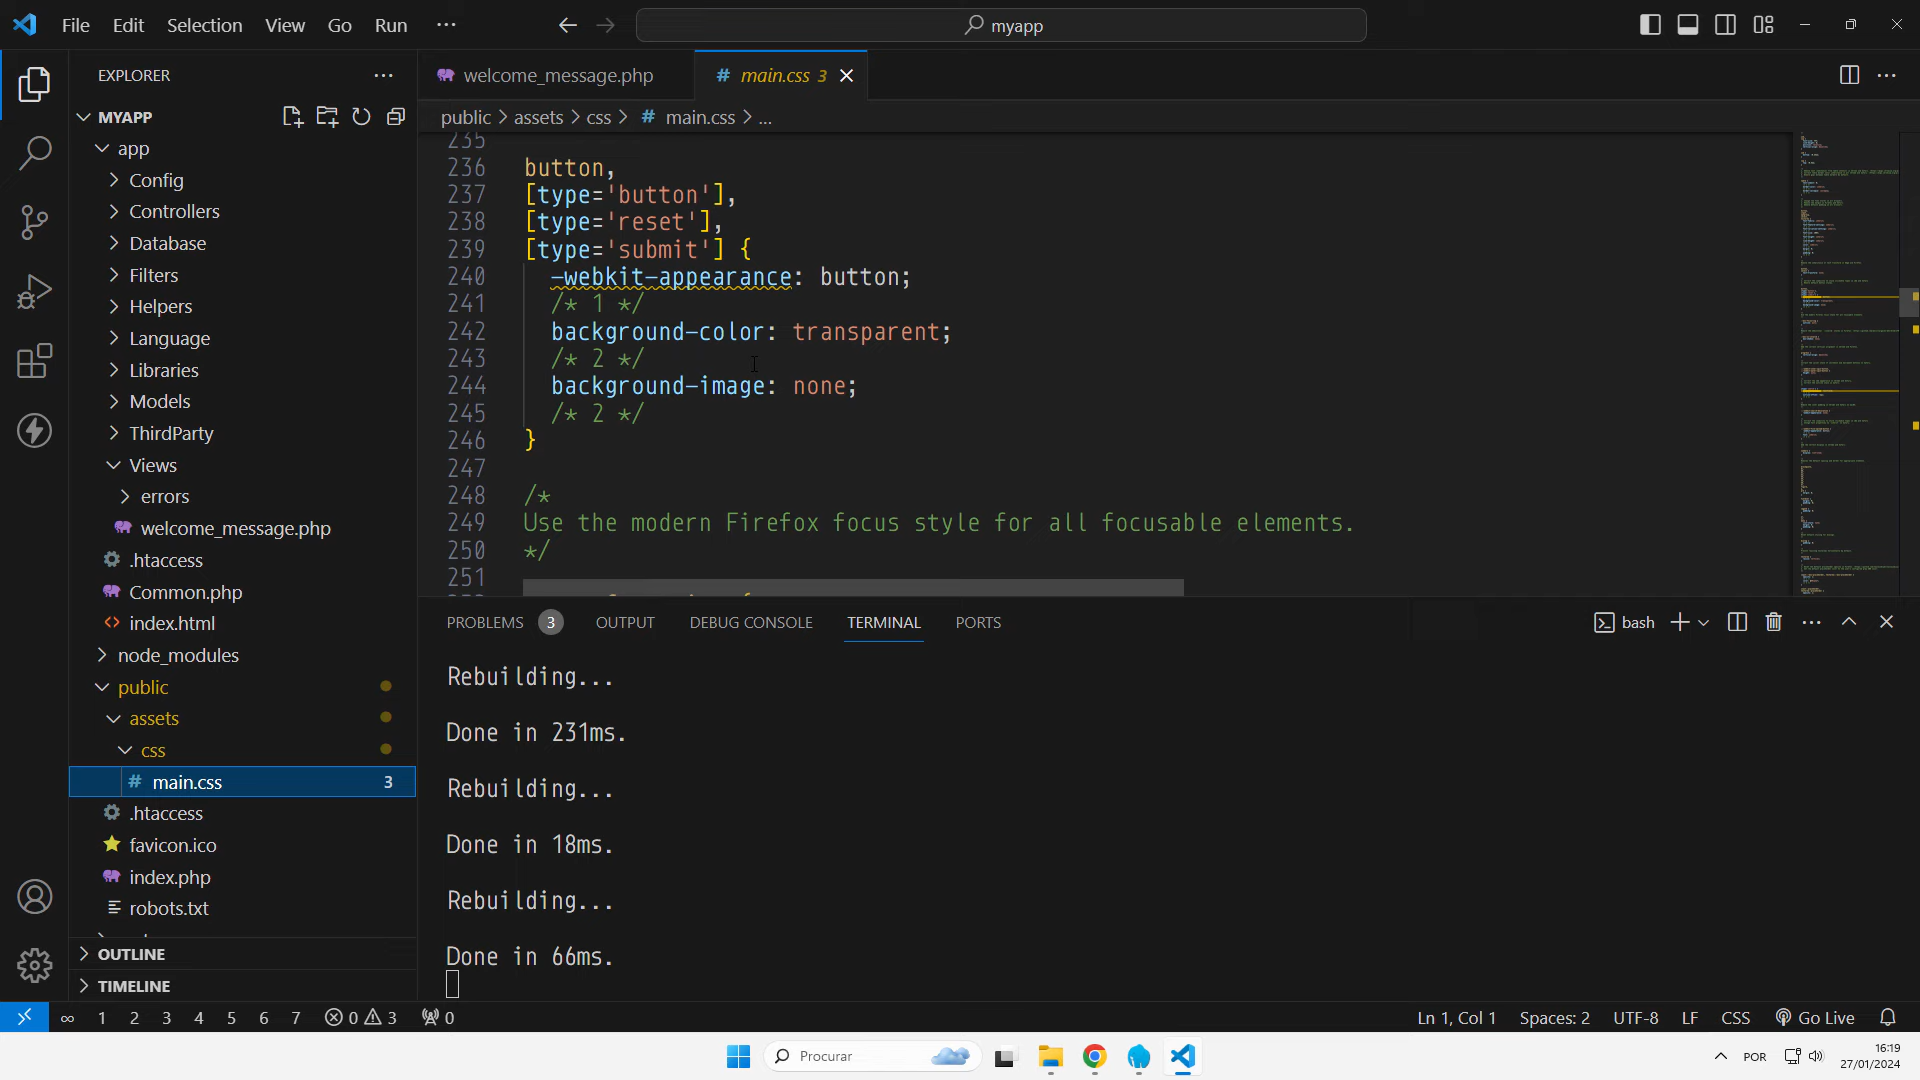 File Edit Selection View Go Run ··· myapp
EXPLORER
welcome_message.php
main.css 3
MYAPP
public > assets > css > # main.css > ...
app
Config
Controllers
Database
Filters
Helpers
Language
Libraries
Models
ThirdParty
Views
errors
welcome_message.php
.htaccess
Common.php
index.html
node_modules
public
assets
css
main.css 3
.htaccess
favicon.ico
index.php
robots.txt
OUTLINE
TIMELINE
235
236 button,
237 [type='button'],
238 [type='reset'],
239 [type='submit'] {
240 -webkit-appearance: button;
241 /* 1 */
242 background-color: transparent;
243 /* 2 */
244 background-image: none;
245 /* 2 */
246 }
247
248 /*
249 Use the modern Firefox focus style for all focusable elements.
250 */
251
PROBLEMS 3 OUTPUT DEBUG CONSOLE TERMINAL PORTS
bash
Rebuilding...
Done in 231ms.
Rebuilding...
Done in 18ms.
Rebuilding...
Done in 66ms.
∞ 1 2 3 4 5 6 7 0 3 0
Ln 1, Col 1 Spaces: 2 UTF-8 LF CSS Go Live
Procurar
POR
16:19
27/01/2024